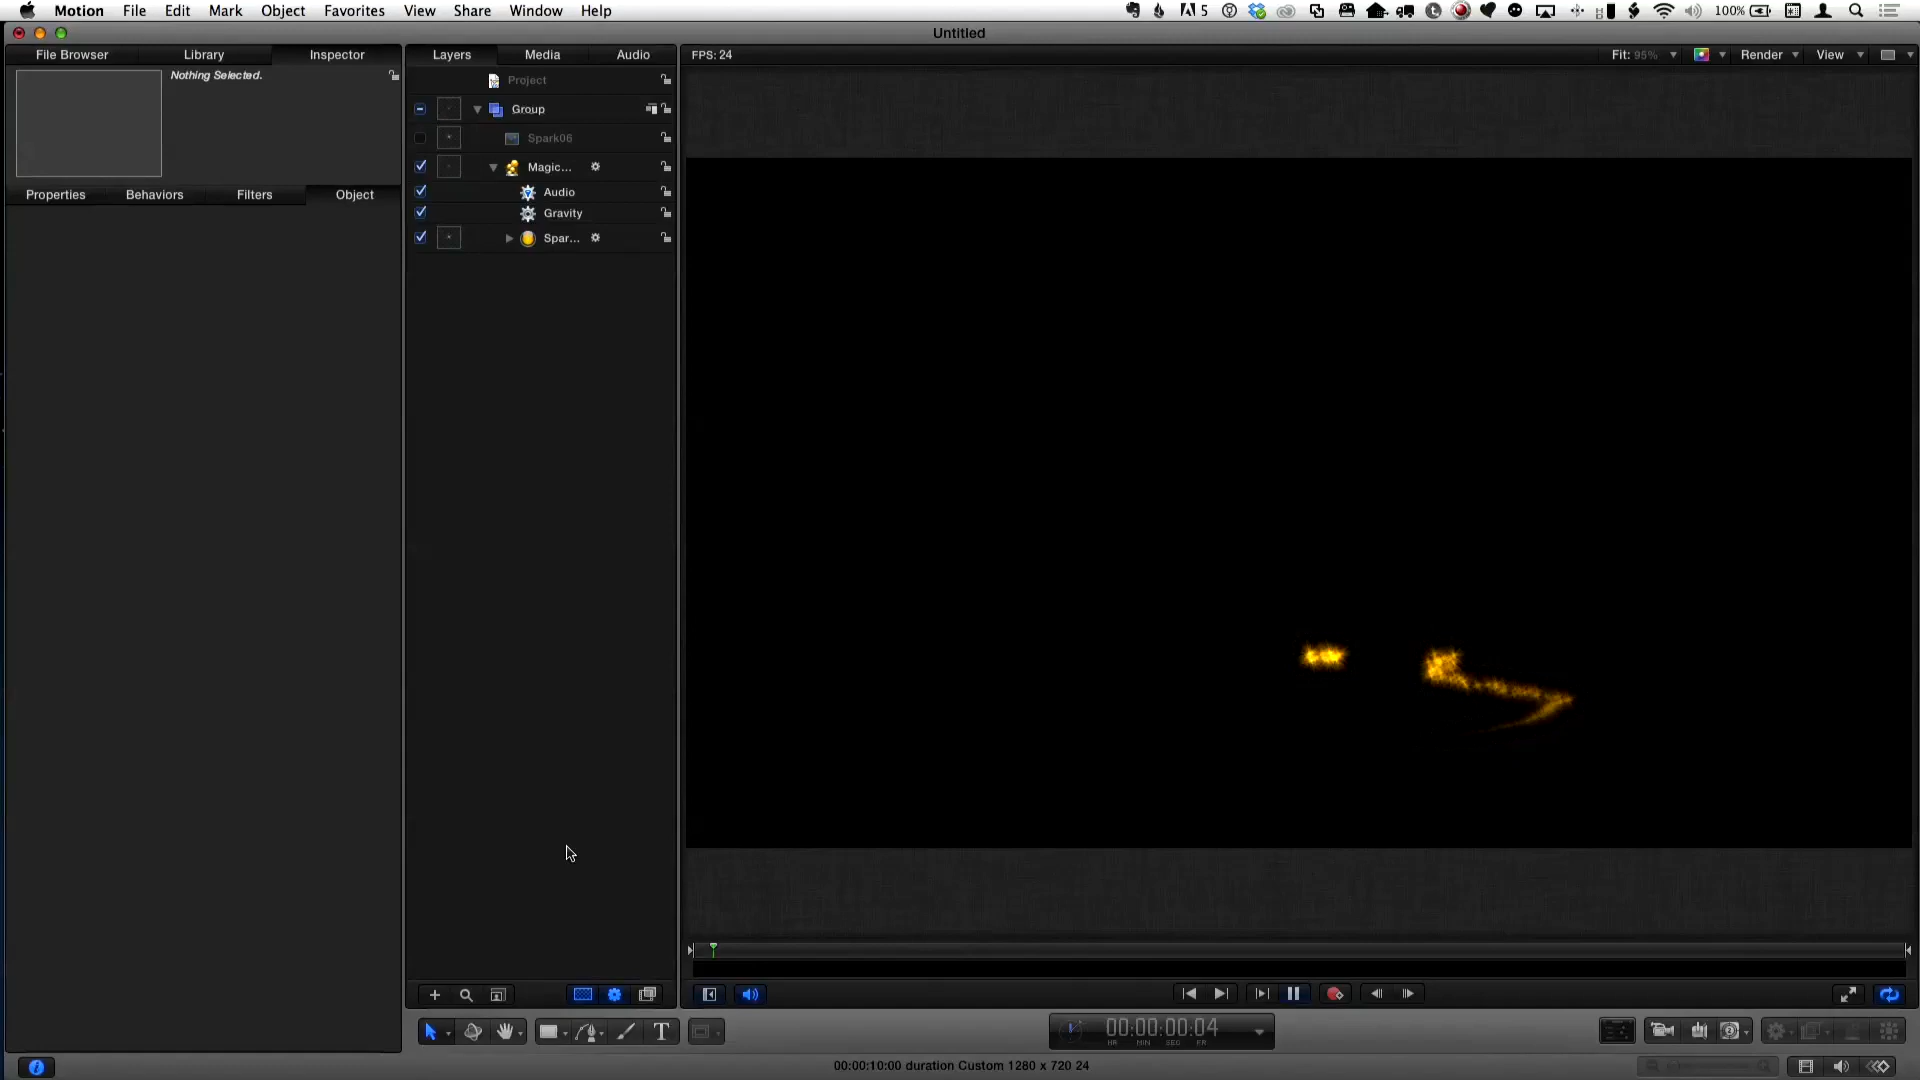 Motion File Edit Mark Object Favorites View Share Window Help
5 100%
Untitled
File Browser Library Inspector
Layers Media Audio
FPS: 24
Fit: 95% Render View
Nothing Selected.
Project
Group
Spark06
Magic...
Properties Behaviors Filters Object
Audio
Gravity
Spar...
00:00:00:04
HR MIN SEC FR
00:00:10:00 duration Custom 1280 x 720 24